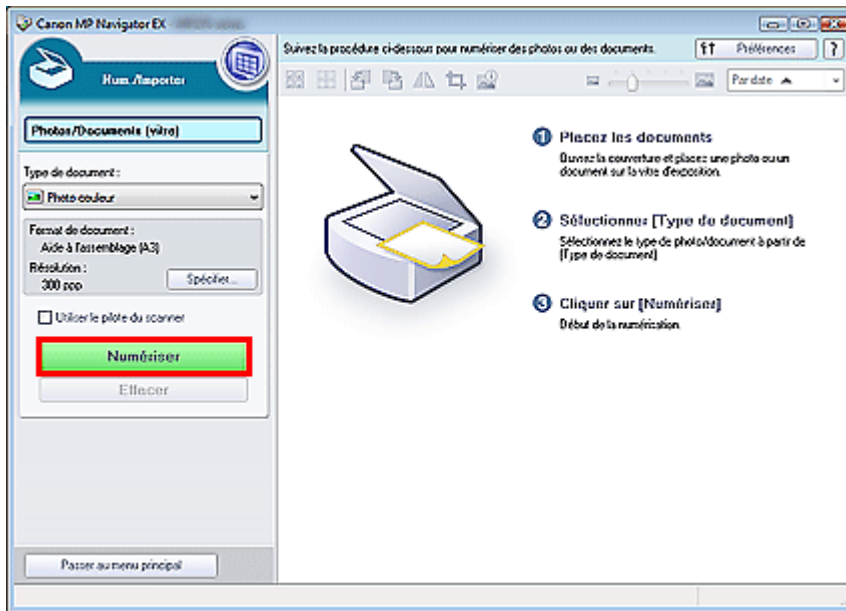 Canon MP Navigator EX
Suivez la procédure ci-dessous pour numériser des photos ou des documents.
Préférences
?
Num./Importer
Par date
Photos/Documents (vitre)
Type de document :
Photo couleur
Format de document :
Aide à l'assemblage (A3)
Résolution :
300 ppp
Spécifier...
Utiliser le pilote du scanner
Numériser
Effacer
Passer au menu principal
1 Placez les documents
Ouvrez la couverture et placez une photo ou un
document sur la vitre d'exposition.
2 Sélectionnez [Type de document]
Sélectionnez le type de photo/document à partir de
[Type de document]
3 Cliquer sur [Numériser]
Début de la numérisation.